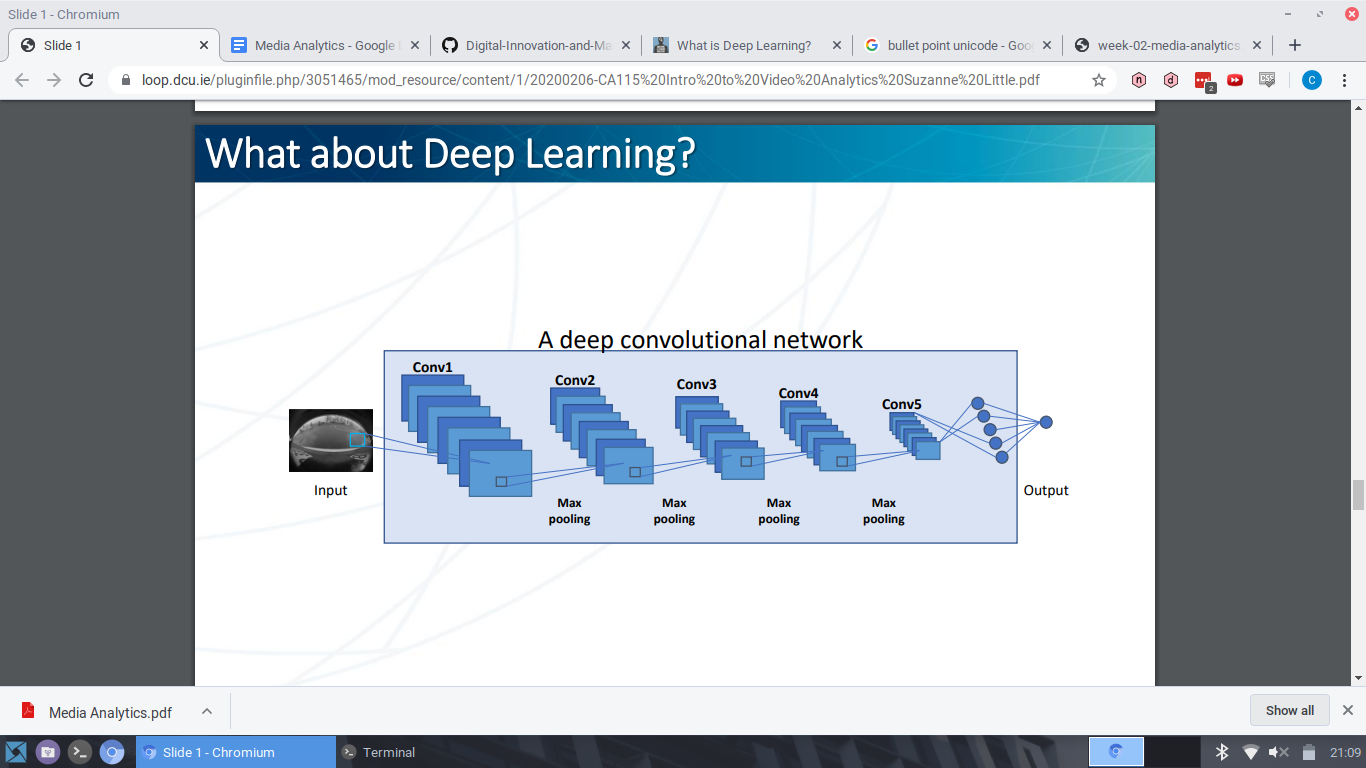 Slide 1 - Chromium
Slide 1
Media Analytics - Google
Digital-Innovation-and-Ma
What is Deep Learning?
bullet point unicode - Goo
week-02-media-analytics
loop.dcu.ie/pluginfile.php/3051465/mod_resource/content/1/20200206-CA115%20Intro%20to%20Video%20Analytics%20Suzanne%20Little.pdf
n
d
2
CSS
C
What about Deep Learning?
A deep convolutional network
Conv1
Conv2
Conv3
Conv4
Conv5
Input
Output
Max
pooling
Max
pooling
Max
pooling
Max
pooling
Media Analytics.pdf
Show all
Slide 1 - Chromium
Terminal
21:09